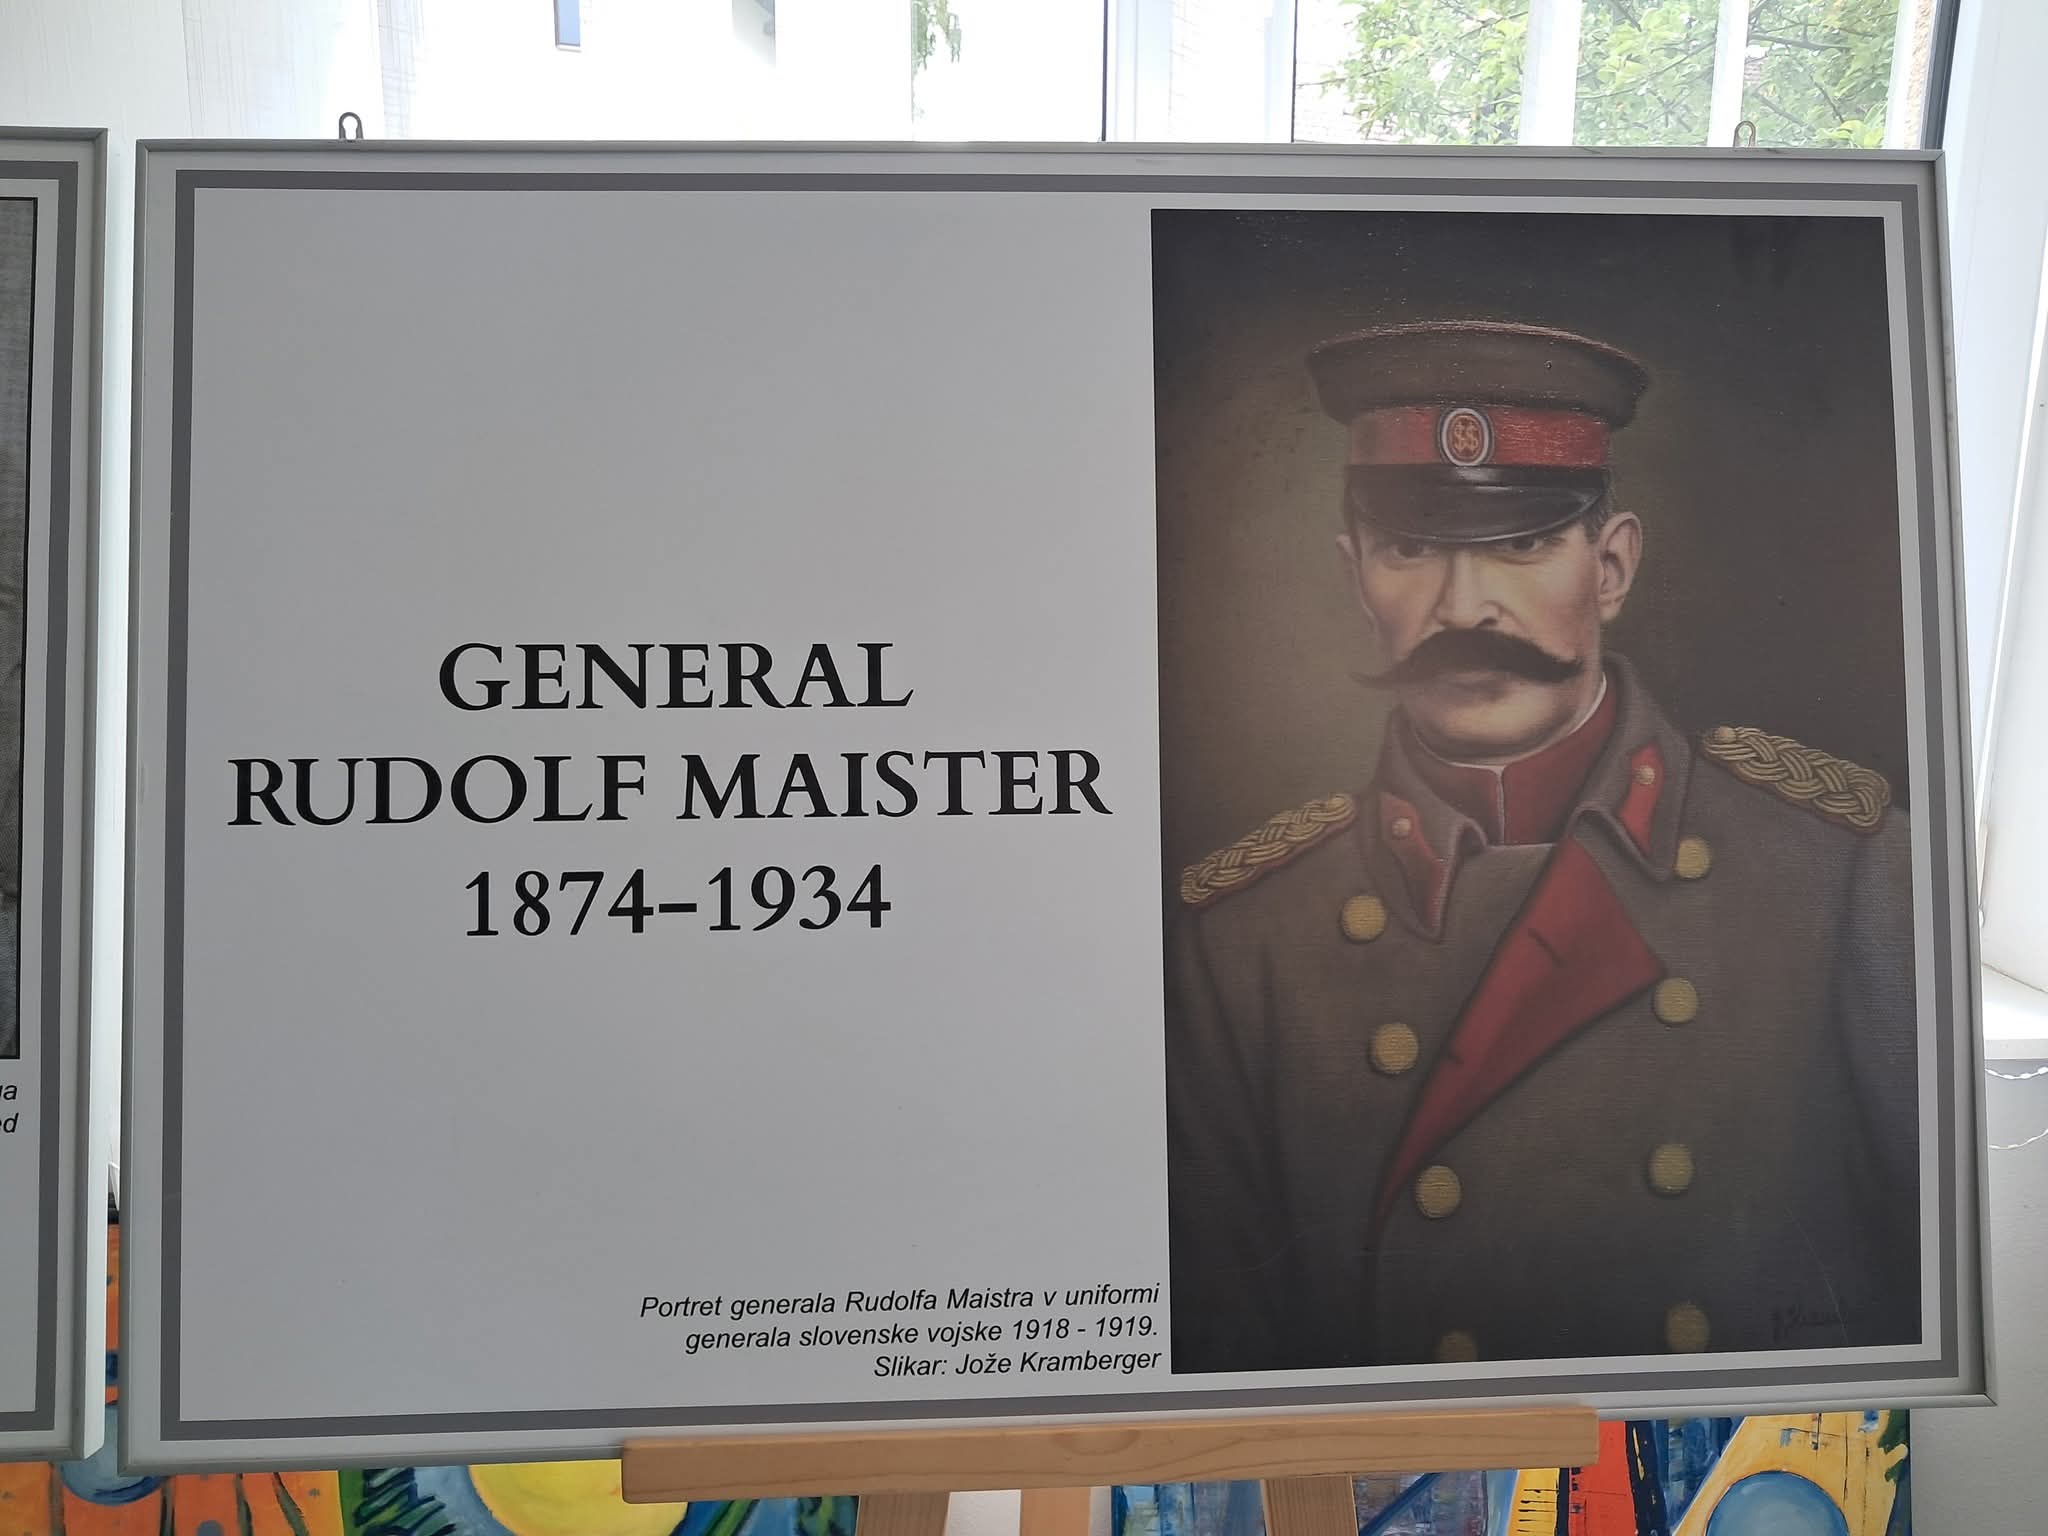 GENERAL
RUDOLF MAISTER
1874–1934
Portret generala Rudolfa Maistra v uniformi
generala slovenske vojske 1918 - 1919.
Slikar: Jože Kramberger